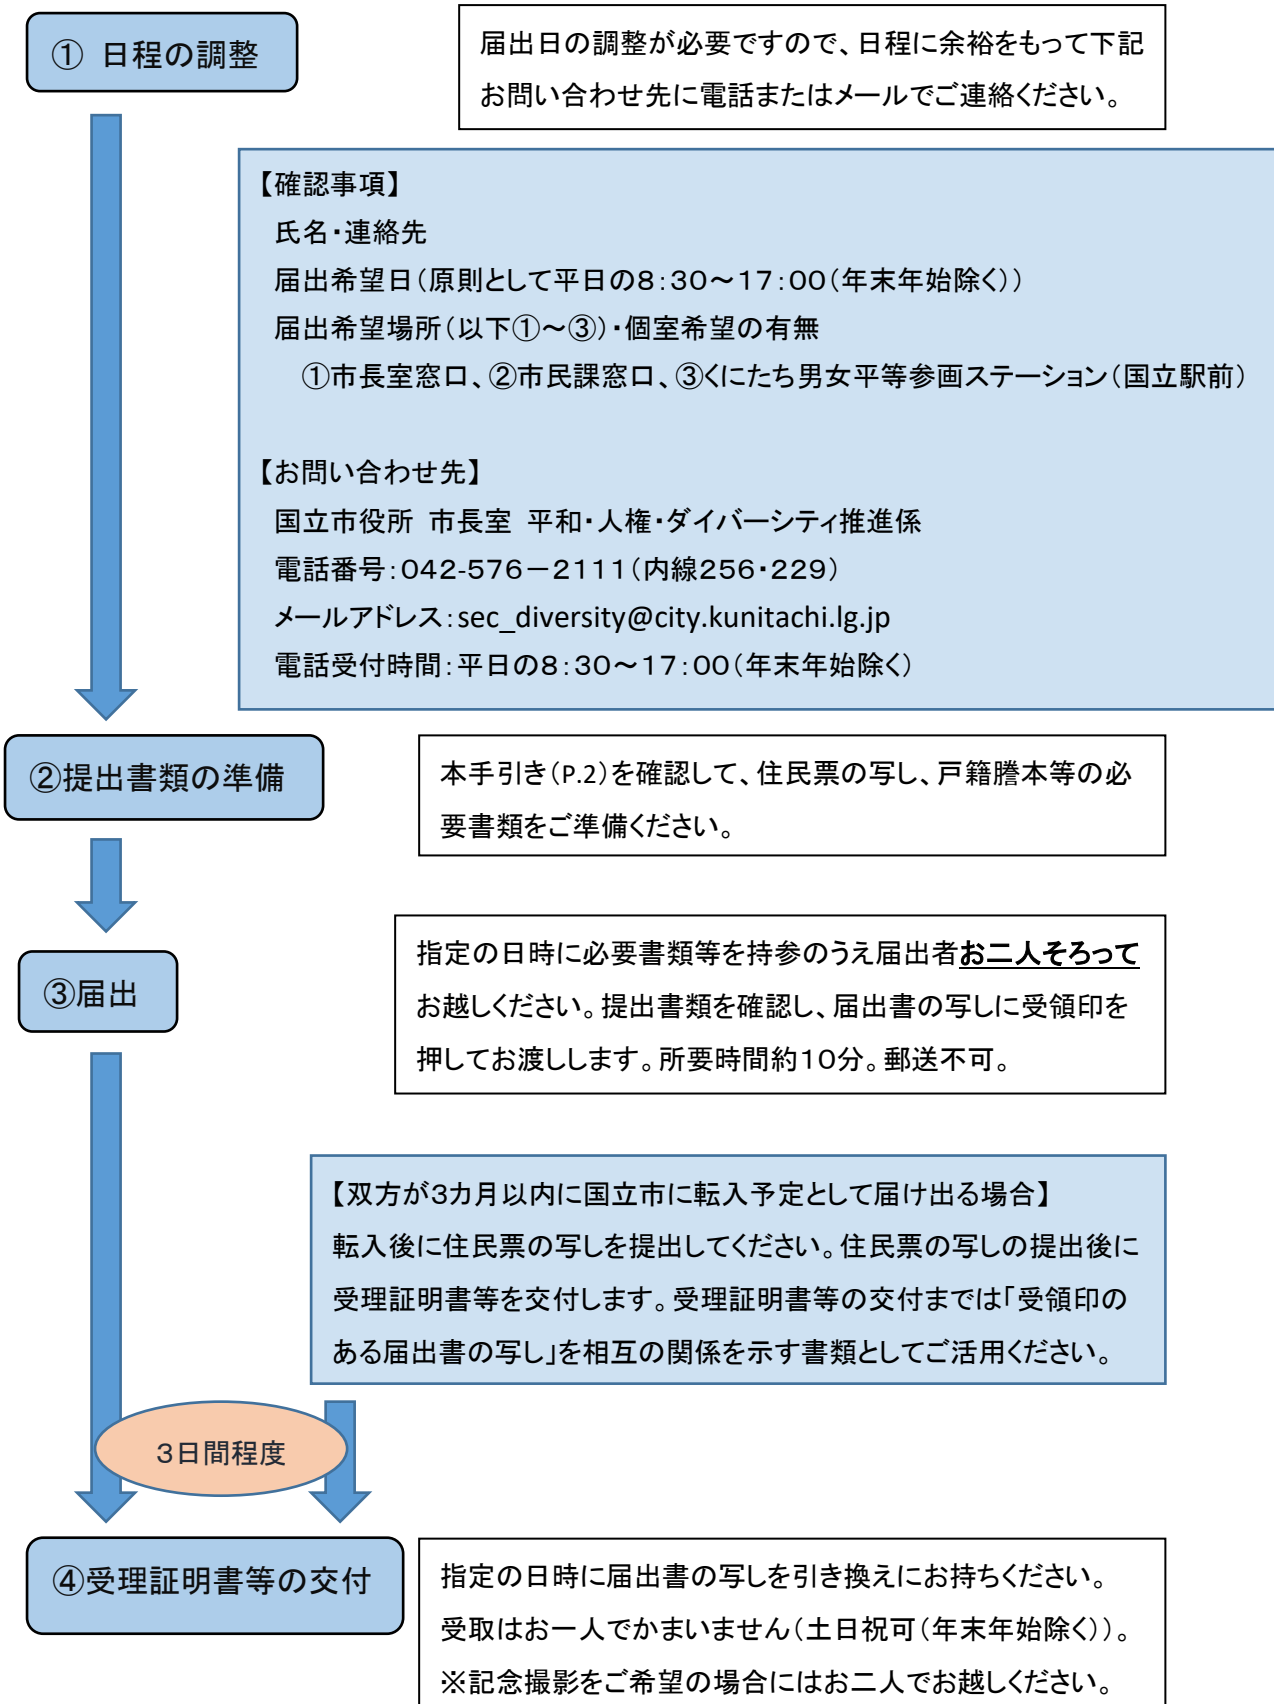 ① 日程の調整
届出日の調整が必要ですので、日程に余裕をもって下記
お問い合わせ先に電話またはメールでご連絡ください。
【確認事項】
氏名・連絡先
届出希望日（原則として平日の８：３０～１７：００（年末年始除く））
届出希望場所（以下①～③）・個室希望の有無
①市長室窓口、②市民課窓口、③くにたち男女平等参画ステーション（国立駅前）
【お問い合わせ先】
国立市役所 市長室 平和・人権・ダイバーシティ推進係
電話番号：０４２-５７６－２１１１（内線２５６・２２９）
メールアドレス：sec_diversity@city.kunitachi.lg.jp
電話受付時間：平日の８：３０～１７：００（年末年始除く）
②提出書類の準備
本手引き（P.2）を確認して、住民票の写し、戸籍謄本等の必
要書類をご準備ください。
③届出
指定の日時に必要書類等を持参のうえ届出者お二人そろって
お越しください。提出書類を確認し、届出書の写しに受領印を
押してお渡しします。所要時間約１０分。郵送不可。
【双方が３カ月以内に国立市に転入予定として届け出る場合】
転入後に住民票の写しを提出してください。住民票の写しの提出後に
受理証明書等を交付します。受理証明書等の交付までは「受領印の
ある届出書の写し」を相互の関係を示す書類としてご活用ください。
３日間程度
④受理証明書等の交付
指定の日時に届出書の写しを引き換えにお持ちください。
受取はお一人でかまいません（土日祝可（年末年始除く））。
※記念撮影をご希望の場合にはお二人でお越しください。